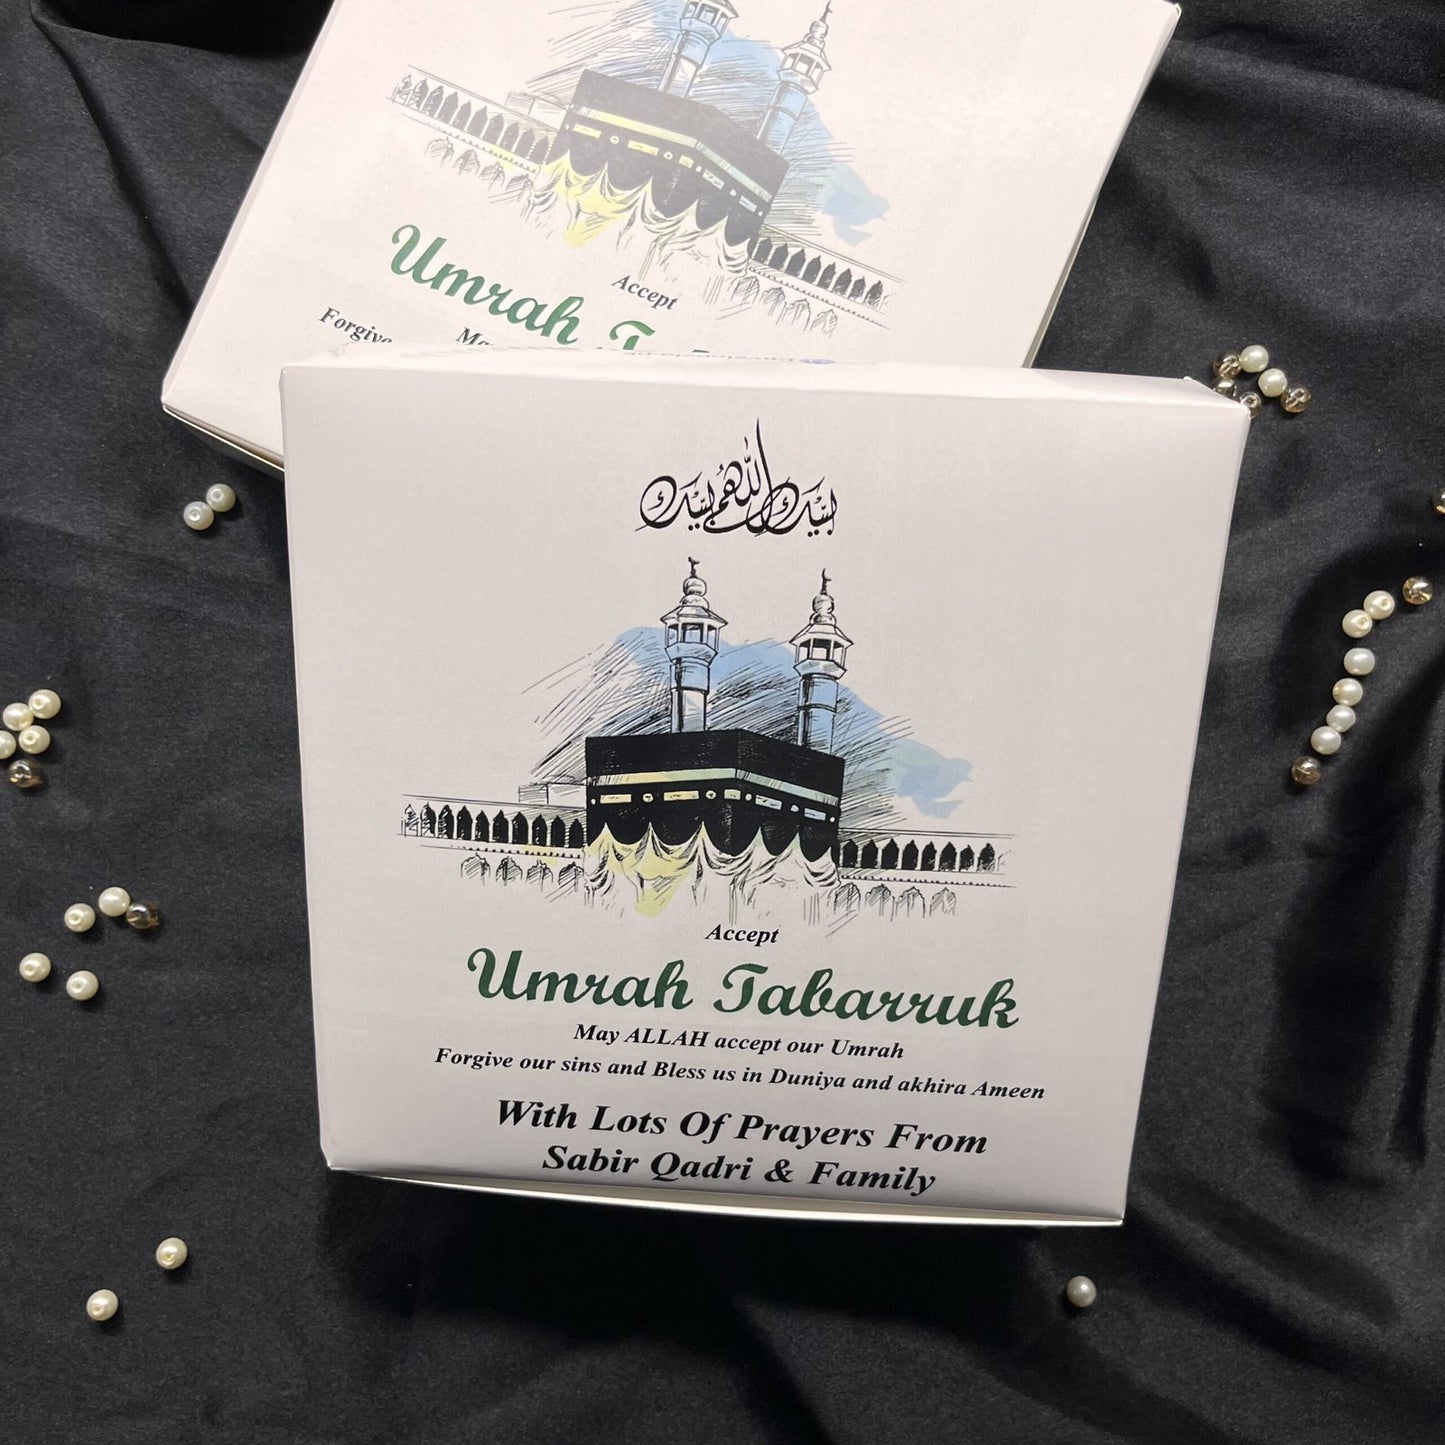 Accept
Umrah
May
Forgive
لبيك اللهم لبيك
Accept
Umrah Tabarruk
May ALLAH accept our Umrah
Forgive our sins and Bless us in Duniya and akhira Ameen
With Lots Of Prayers From
Sabir Qadri & Family